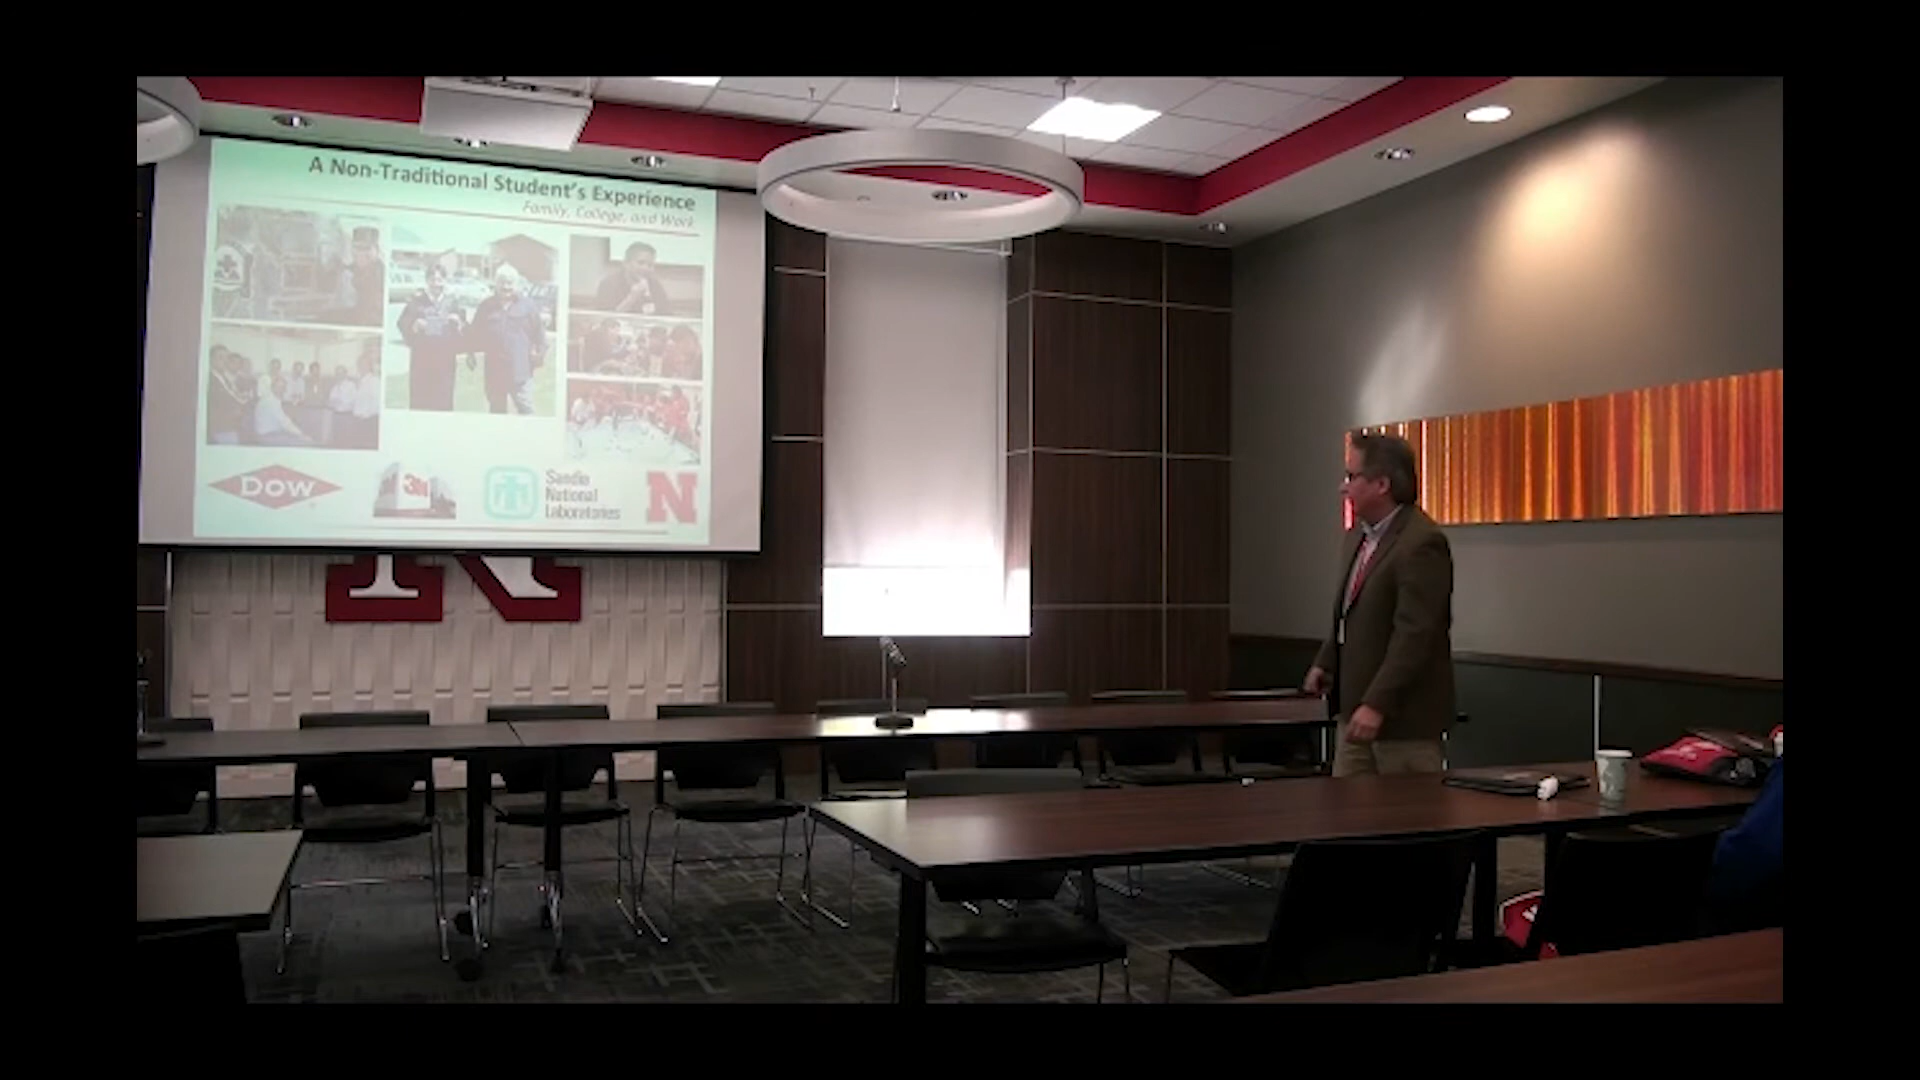 A Non-Traditional Student's Experience
Family, College, and Work
DOW
3M
Sandia
National
Laboratories
N
N